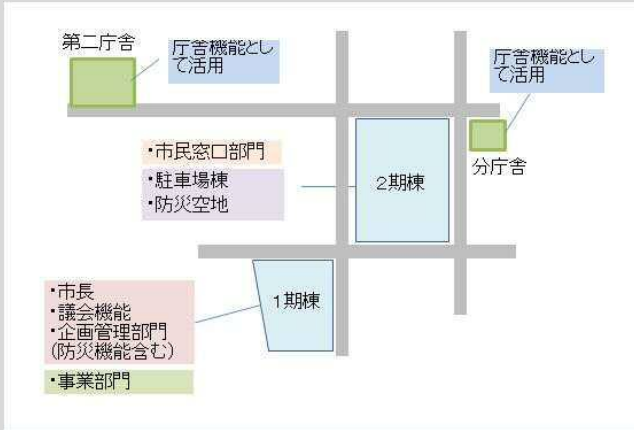 第二庁舎
庁舎機能とし
て活用
庁舎機能とし
て活用
分庁舎
・市民窓口部門
・駐車場棟
・防災空地
2期棟
・市長
・議会機能
・企画管理部門
(防災機能含む)
・事業部門
1期棟